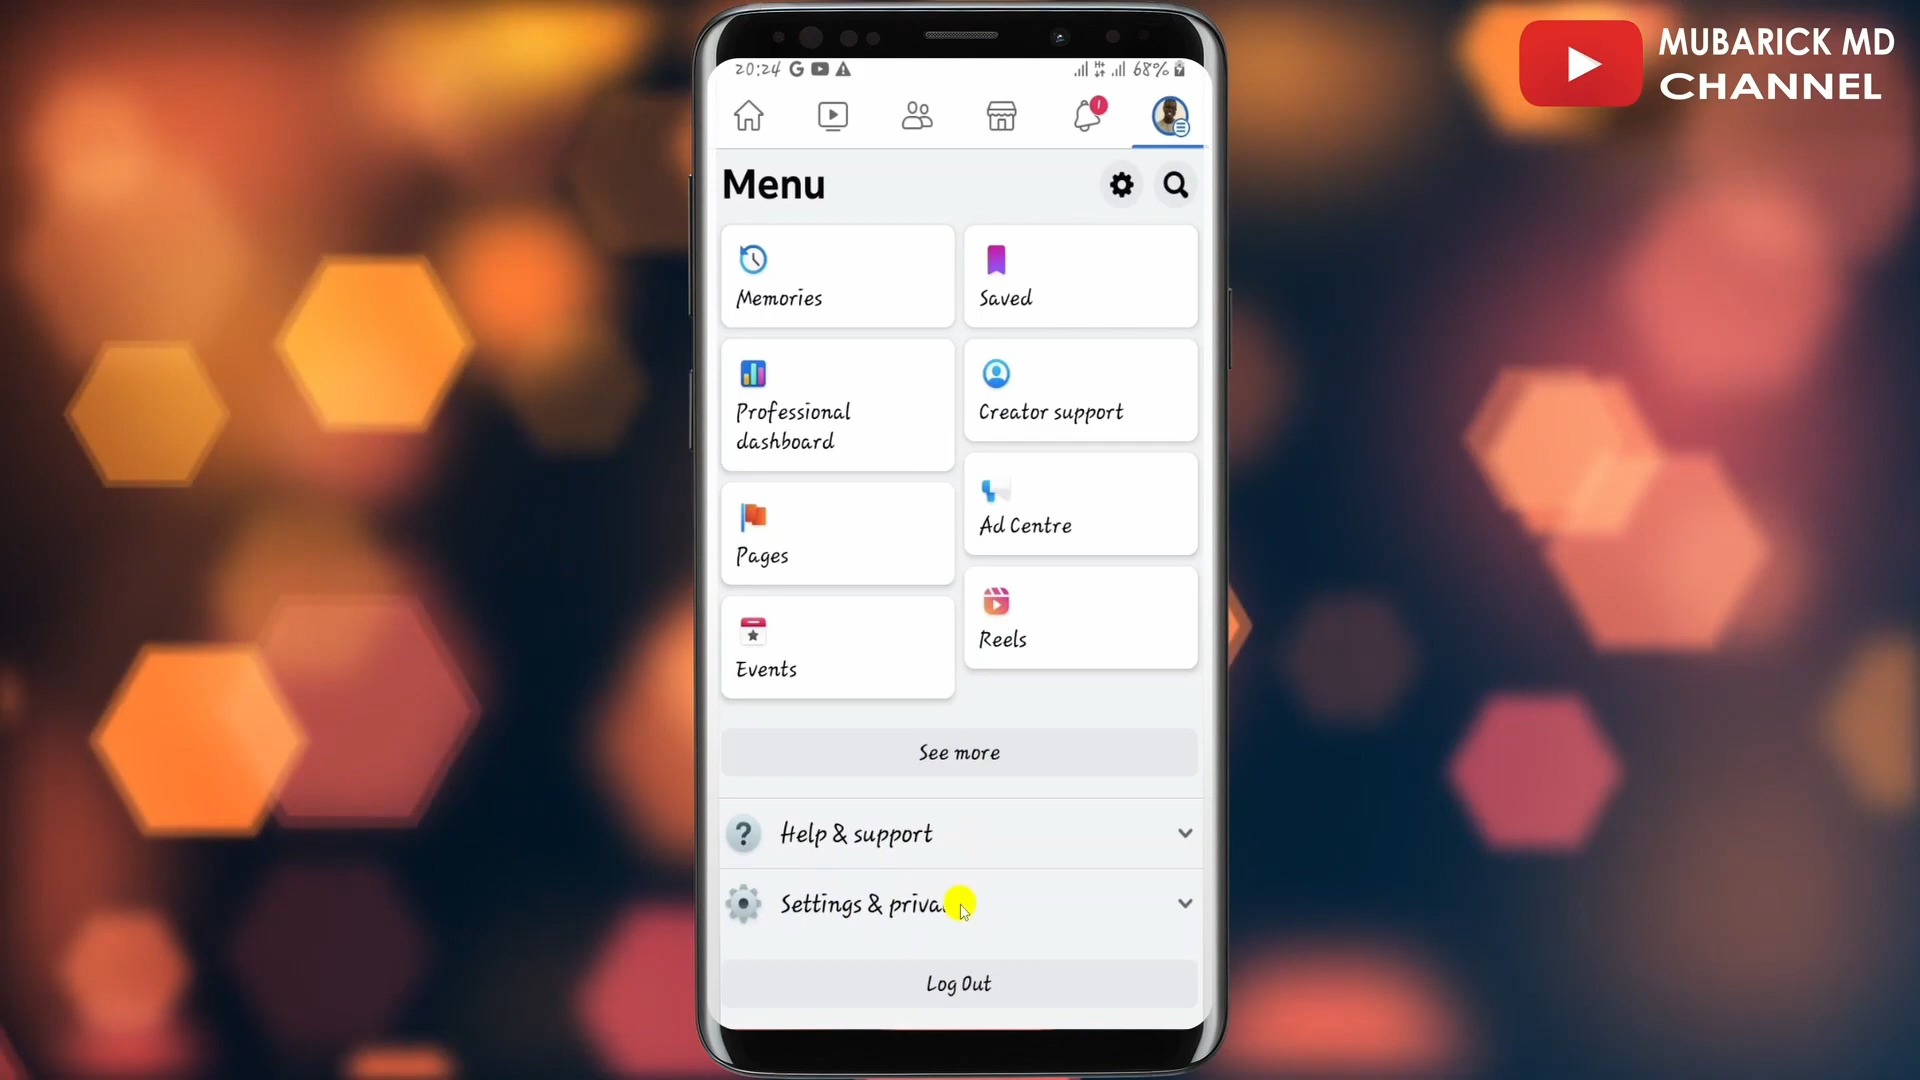 MUBARICK MD
CHANNEL
20:24
68%
Menu
Memories
Saved
Professional
dashboard
Creator support
Pages
Ad Centre
Events
Reels
See more
Help & support
Settings & priva
Log Out